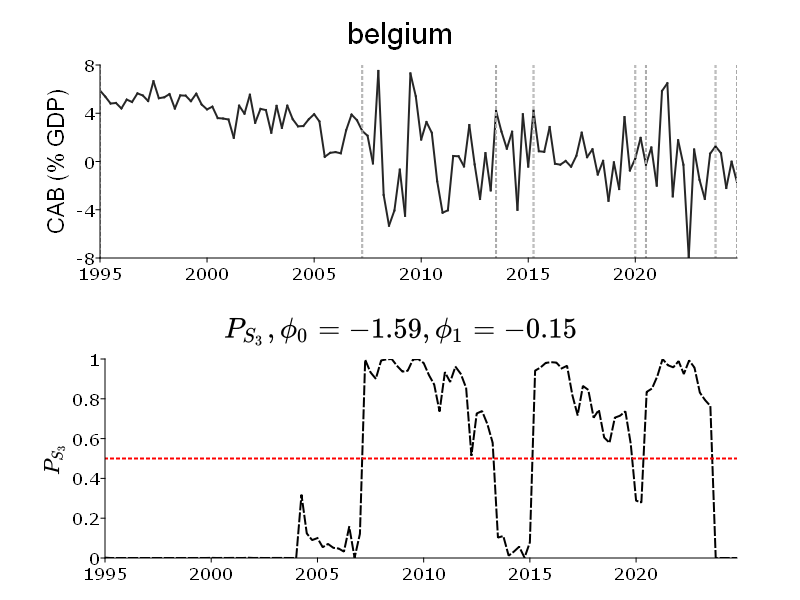 belgium
CAB (% GDP)
8
4
0
-4
-8
1995 2000 2005 2010 2015 2020
P_{S_3}, ϕ_0 = −1.59, ϕ_1 = −0.15
P_{S_3}
1
0.8
0.6
0.4
0.2
0
1995 2000 2005 2010 2015 2020